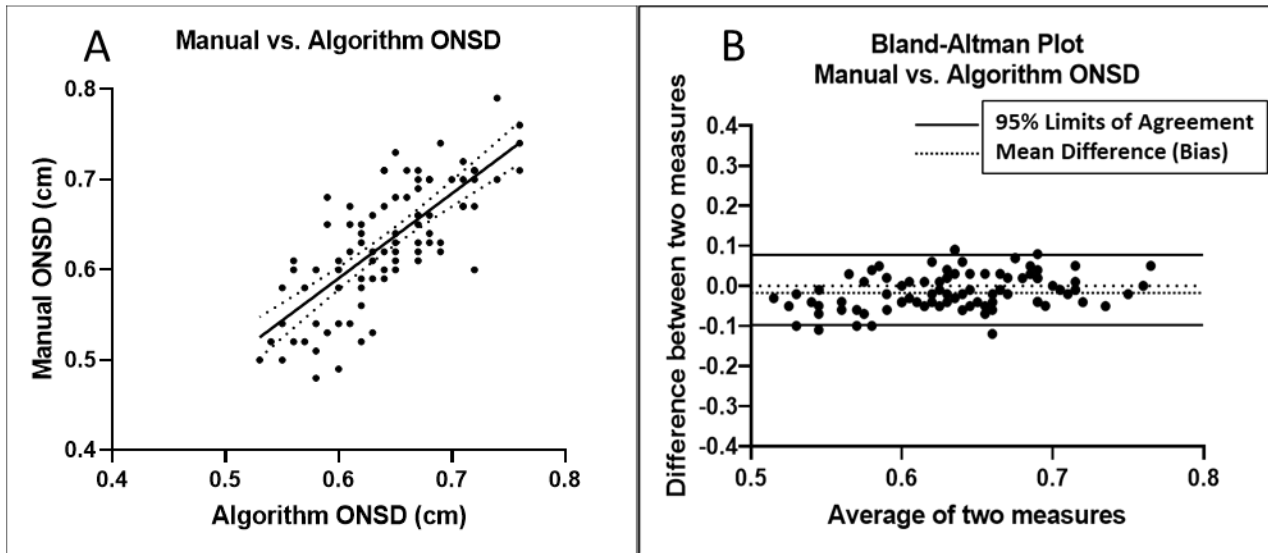 A
Manual vs. Algorithm ONSD
Manual ONSD (cm)
0.8
0.7
0.6
0.5
0.4
0.4 0.5 0.6 0.7 0.8
Algorithm ONSD (cm)
B
Bland-Altman Plot
Manual vs. Algorithm ONSD
95% Limits of Agreement
Mean Difference (Bias)
Difference between two measures
0.4
0.3
0.2
0.1
0.0
-0.1
-0.2
-0.3
-0.4
0.5 0.6 0.7 0.8
Average of two measures